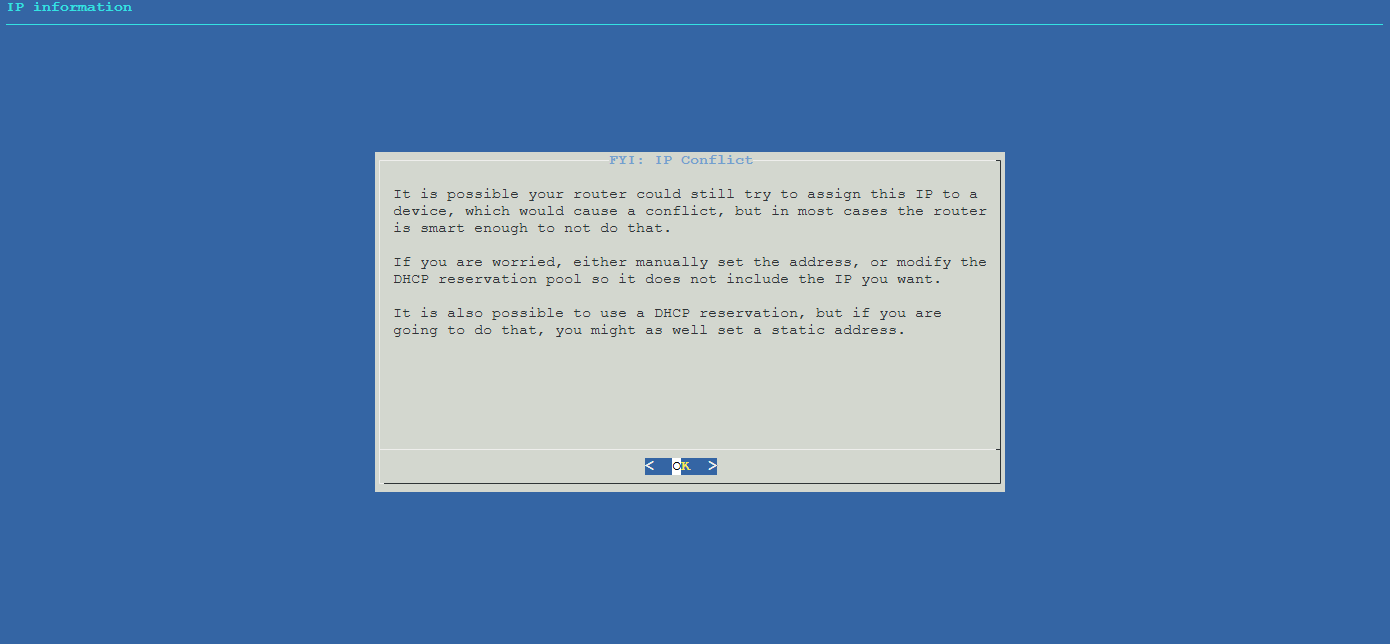 IP information
FYI: IP Conflict
It is possible your router could still try to assign this IP to a
device, which would cause a conflict, but in most cases the router
is smart enough to not do that.
If you are worried, either manually set the address, or modify the
DHCP reservation pool so it does not include the IP you want.
It is also possible to use a DHCP reservation, but if you are
going to do that, you might as well set a static address.
<  OK  >